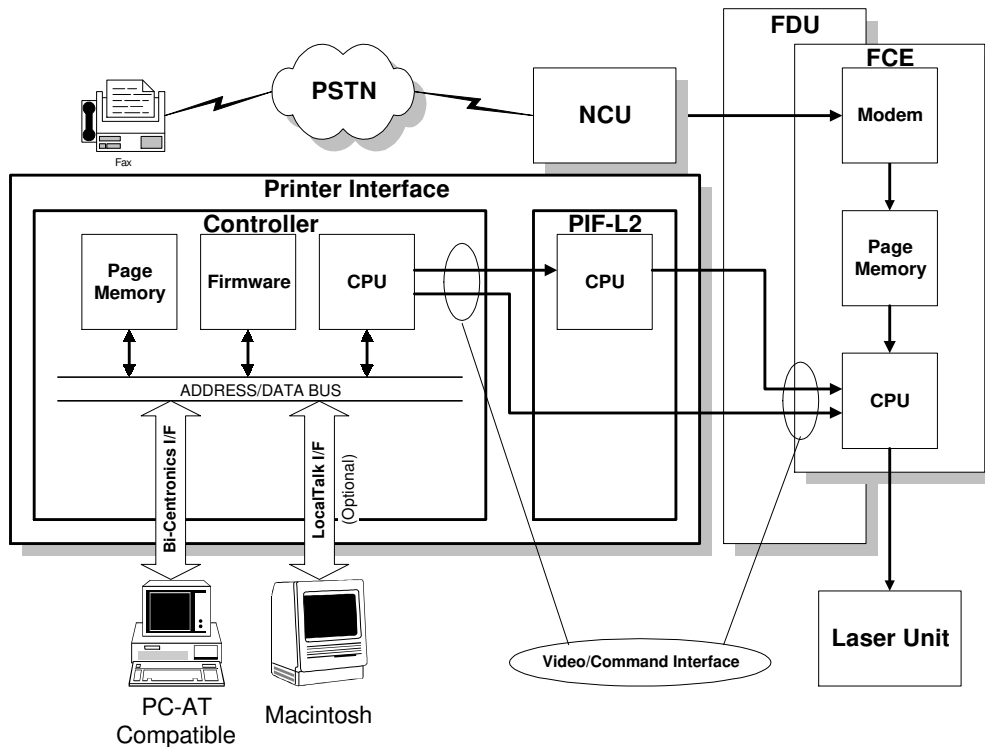 FDU
FCE
PSTN
NCU
Modem
Fax
Printer Interface
Controller
PIF-L2
Page
Memory
Firmware
CPU
CPU
Page
Memory
ADDRESS/DATA BUS
CPU
Bi-Centronics I/F
LocalTalk I/F
(Optional)
Laser Unit
Video/Command Interface
PC-AT
Compatible
Macintosh